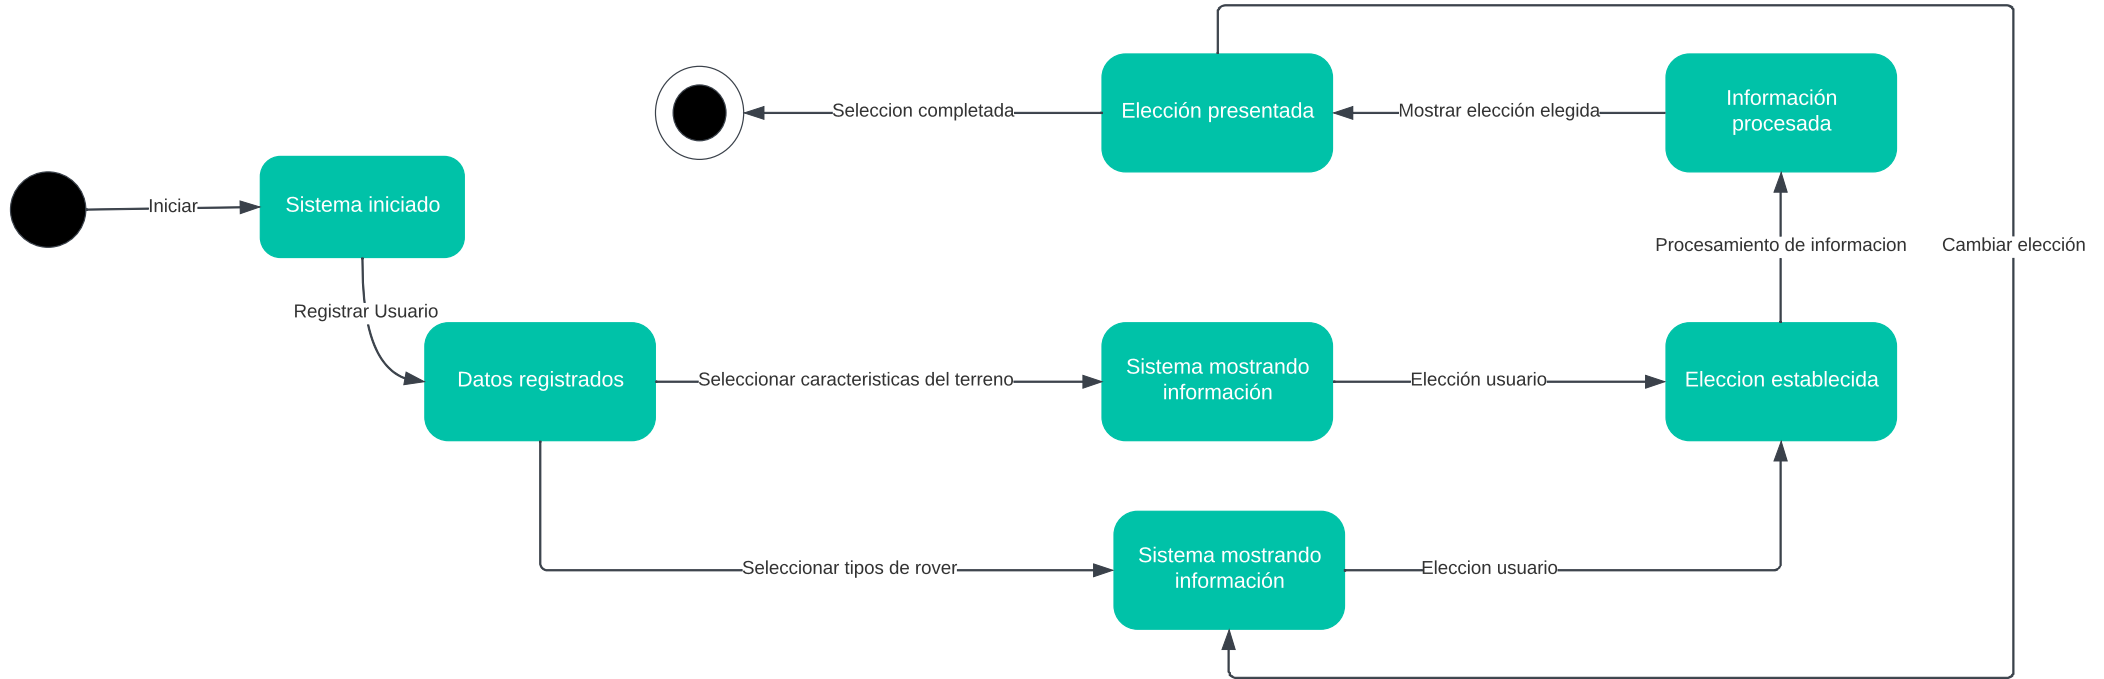 Seleccion completada
Elección presentada
Mostrar elección elegida
Información
procesada
Iniciar
Sistema iniciado
Procesamiento de informacion
Cambiar elección
Registrar Usuario
Datos registrados
Seleccionar caracteristicas del terreno
Sistema mostrando
información
Elección usuario
Eleccion establecida
Seleccionar tipos de rover
Sistema mostrando
información
Eleccion usuario